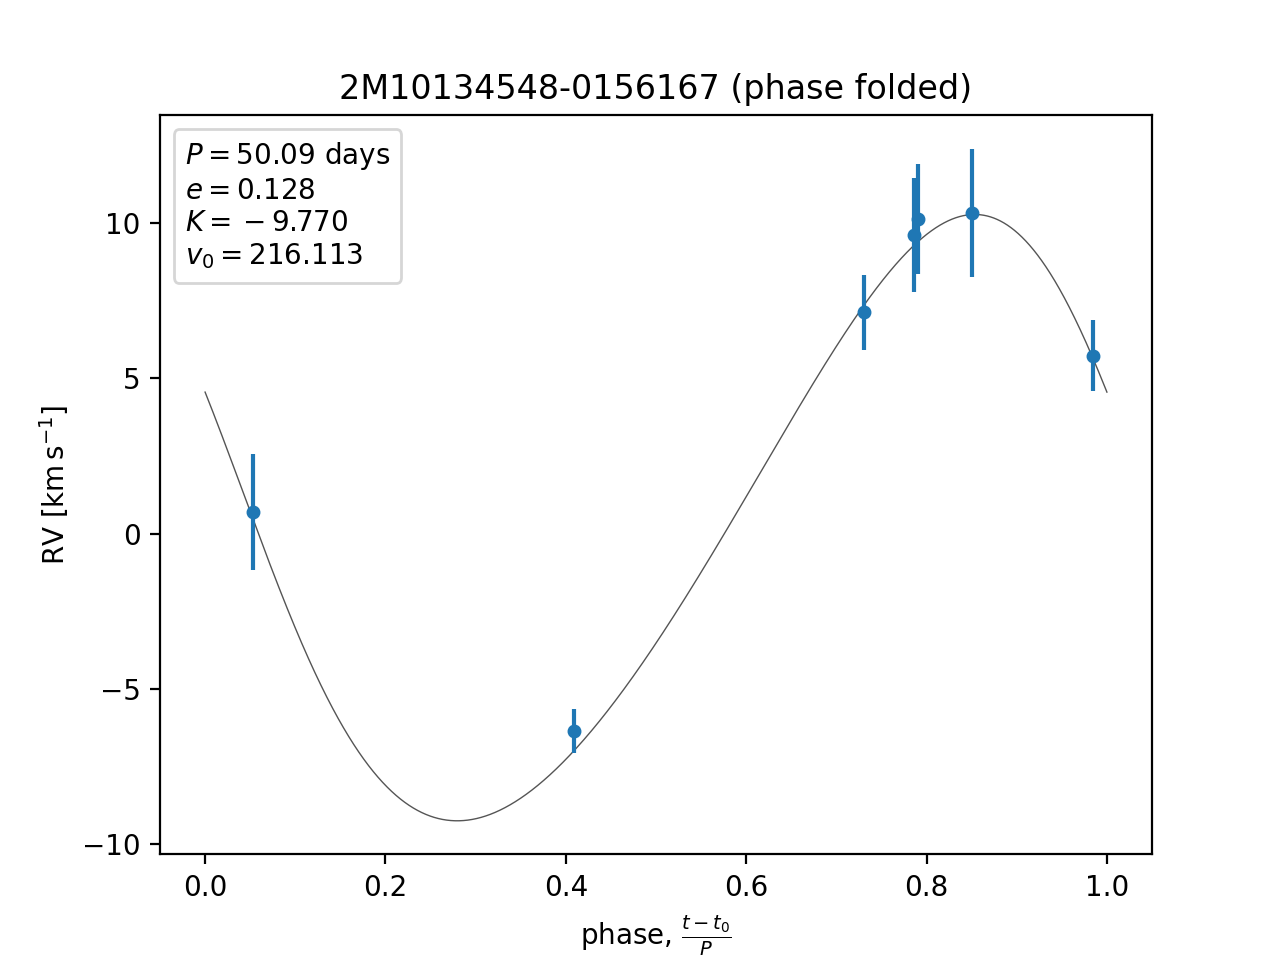 2M10134548-0156167 (phase folded)
P = 50.09 days
e = 0.128
K = −9.770
v₀ = 216.113
10
5
0
−5
−10
RV [km s⁻¹]
0.0 0.2 0.4 0.6 0.8 1.0
phase, (t − t₀)/P